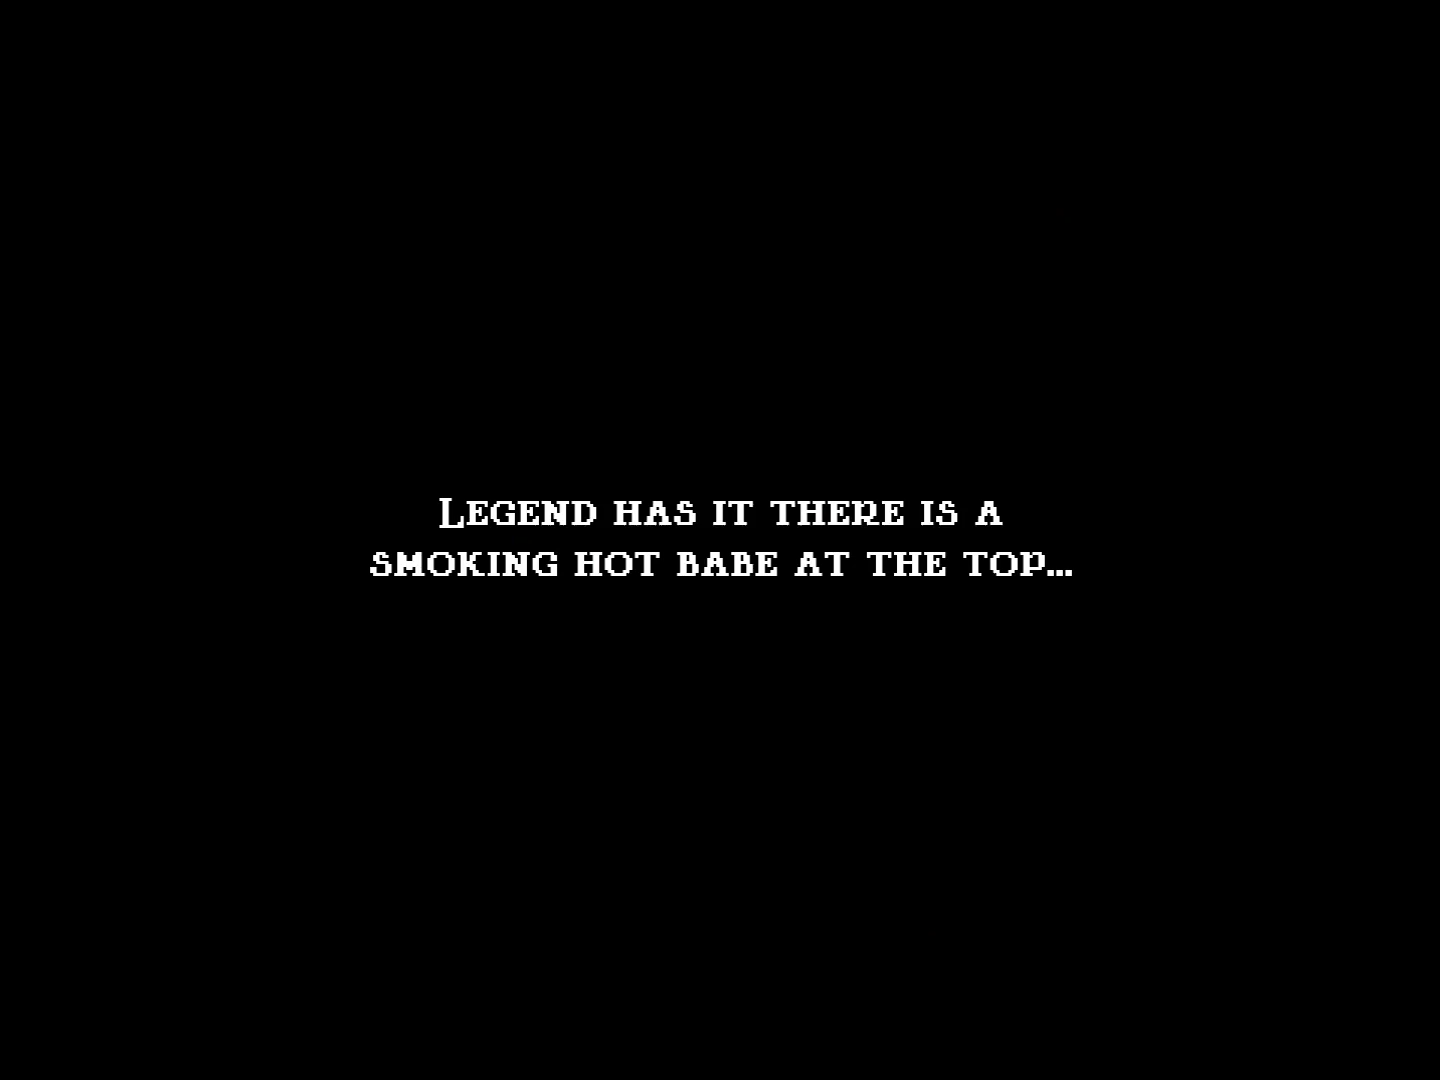 Legend has it there is a
smoking hot babe at the top...